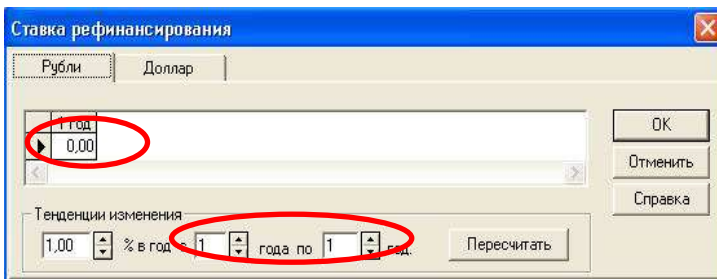 Ставка рефинансирования
Рубли Доллар
1 год
0,00
OK
Отменить
Справка
Тенденции изменения
1,00 % в год с 1 года по 1 год.
Пересчитать